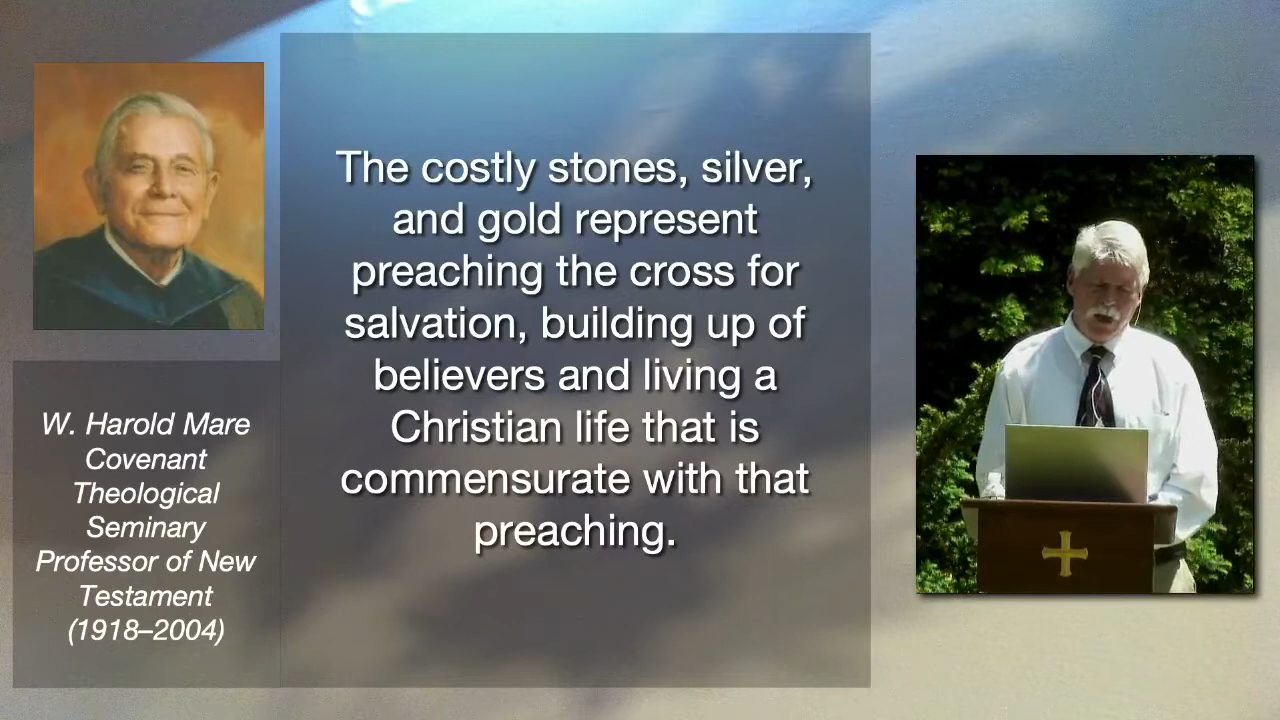 The costly stones, silver,
and gold represent
preaching the cross for
salvation, building up of
believers and living a
Christian life that is
commensurate with that
preaching.
W. Harold Mare
Covenant
Theological
Seminary
Professor of New
Testament
(1918–2004)